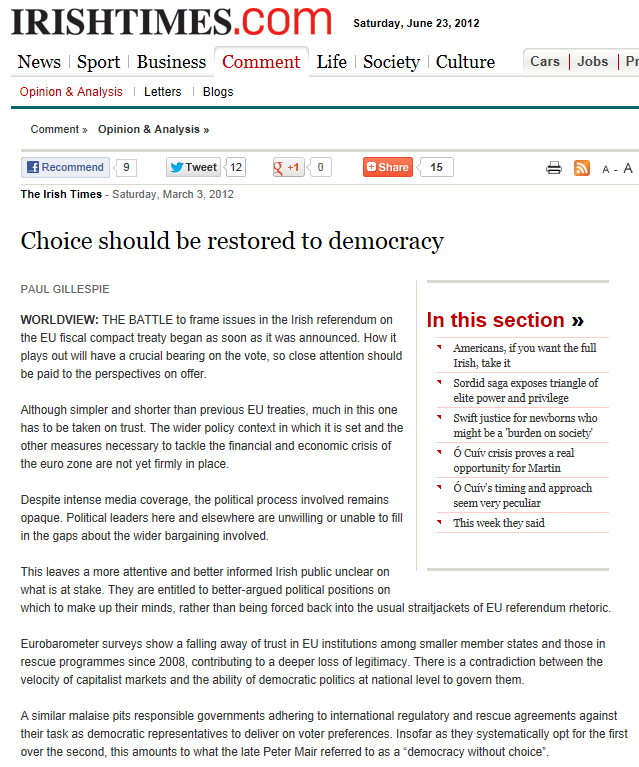 IRISHTIMES.com
Saturday, June 23, 2012
News Sport Business Comment Life Society Culture
Cars Jobs
Opinion & Analysis Letters Blogs
Comment » Opinion & Analysis »
Recommend 9 Tweet 12 +1 0 Share 15 A - A
The Irish Times - Saturday, March 3, 2012
Choice should be restored to democracy
PAUL GILLESPIE
WORLDVIEW: THE BATTLE to frame issues in the Irish referendum on
the EU fiscal compact treaty began as soon as it was announced. How it
plays out will have a crucial bearing on the vote, so close attention should
be paid to the perspectives on offer.
Although simpler and shorter than previous EU treaties, much in this one
has to be taken on trust. The wider policy context in which it is set and the
other measures necessary to tackle the financial and economic crisis of
the euro zone are not yet firmly in place.
Despite intense media coverage, the political process involved remains
opaque. Political leaders here and elsewhere are unwilling or unable to fill
in the gaps about the wider bargaining involved.
This leaves a more attentive and better informed Irish public unclear on
what is at stake. They are entitled to better-argued political positions on
which to make up their minds, rather than being forced back into the usual straitjackets of EU referendum rhetoric.
Eurobarometer surveys show a falling away of trust in EU institutions among smaller member states and those in
rescue programmes since 2008, contributing to a deeper loss of legitimacy. There is a contradiction between the
velocity of capitalist markets and the ability of democratic politics at national level to govern them.
A similar malaise pits responsible governments adhering to international regulatory and rescue agreements against
their task as democratic representatives to deliver on voter preferences. Insofar as they systematically opt for the first
over the second, this amounts to what the late Peter Mair referred to as a “democracy without choice”.
In this section »
Americans, if you want the full
Irish, take it
Sordid saga exposes triangle of
elite power and privilege
Swift justice for newborns who
might be a 'burden on society'
Ó Cuív crisis proves a real
opportunity for Martin
Ó Cuív's timing and approach
seem very peculiar
This week they said